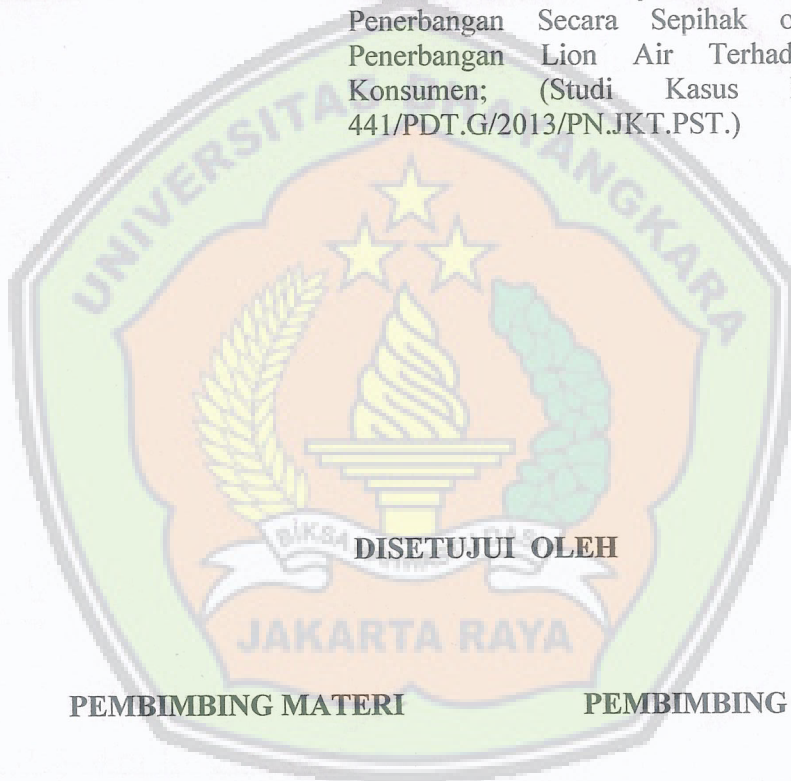 Penerbangan Secara Sepihak o
Penerbangan Lion Air Terhad
Konsumen; (Studi Kasus
441/PDT.G/2013/PN.JKT.PST.)
UNIVERSITAS BHAYANGKARA
DISETUJUI OLEH
JAKARTA RAYA
PEMBIMBING MATERI PEMBIMBING